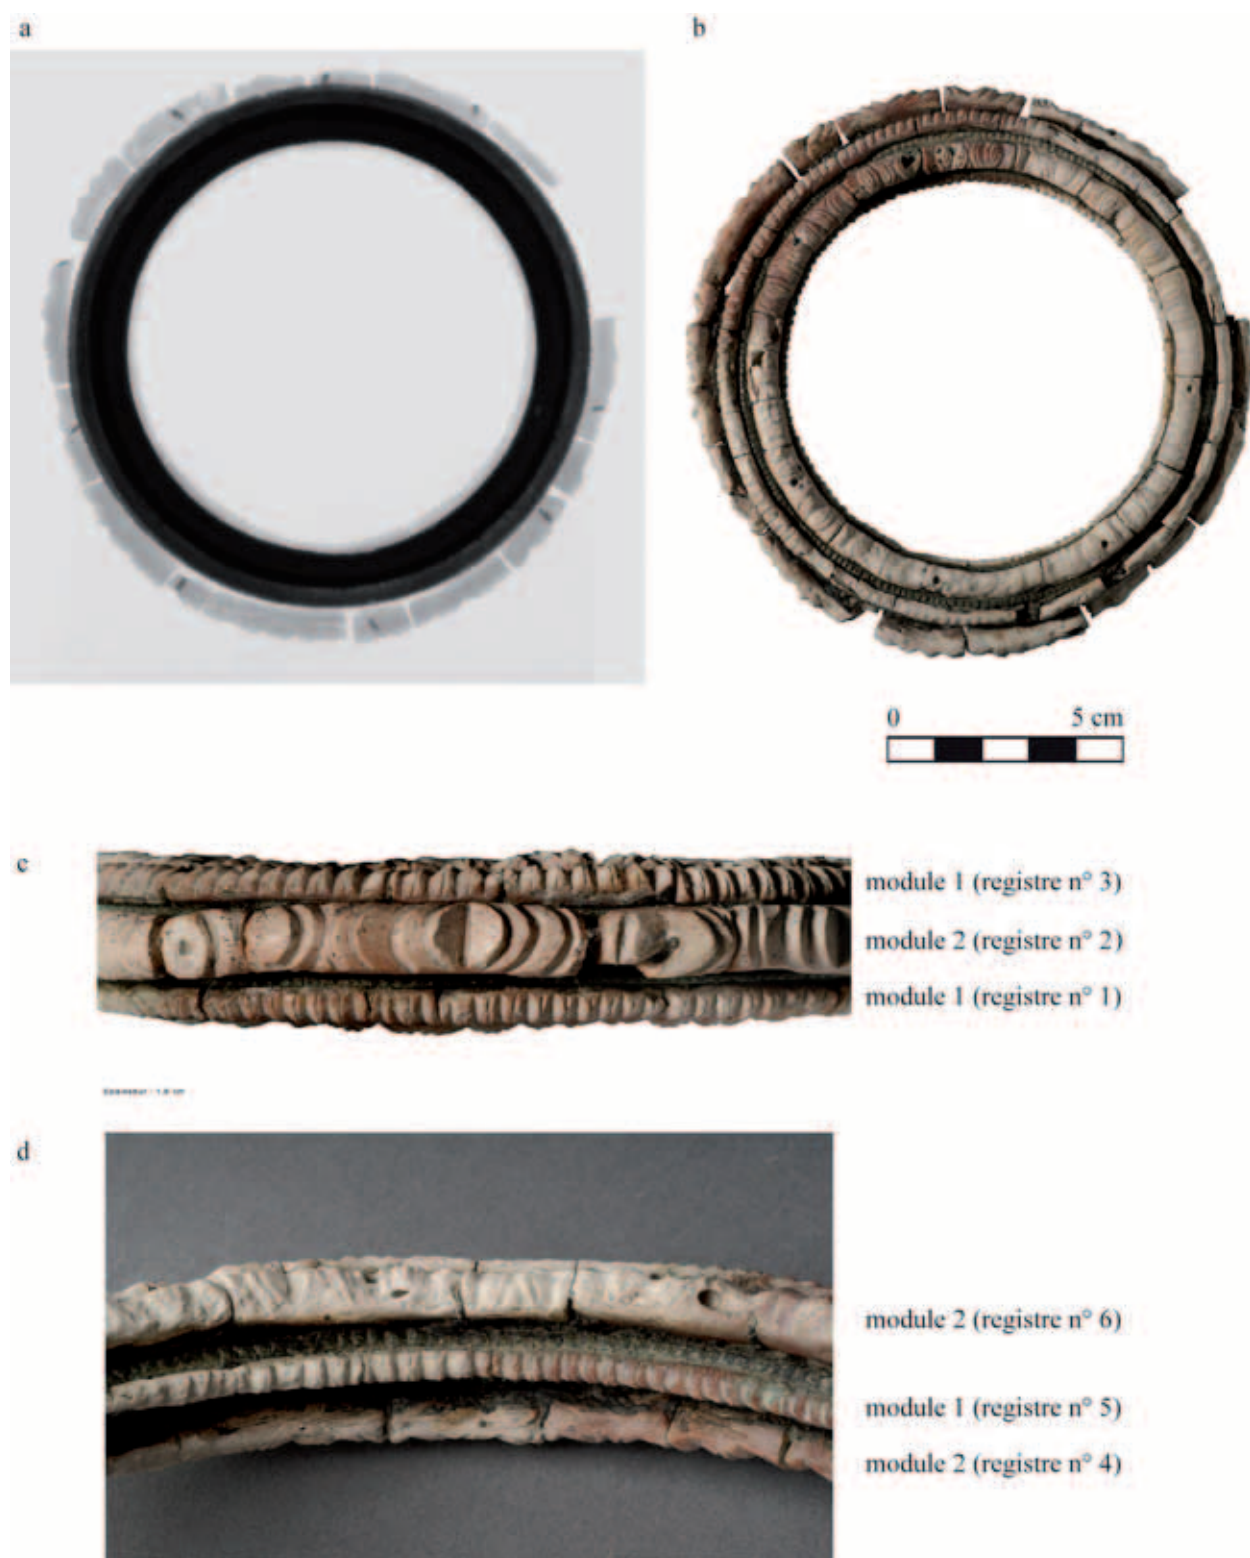 a
b
0 5 cm
c
module 1 (registre n° 3)
module 2 (registre n° 2)
module 1 (registre n° 1)
d
module 2 (registre n° 6)
module 1 (registre n° 5)
module 2 (registre n° 4)